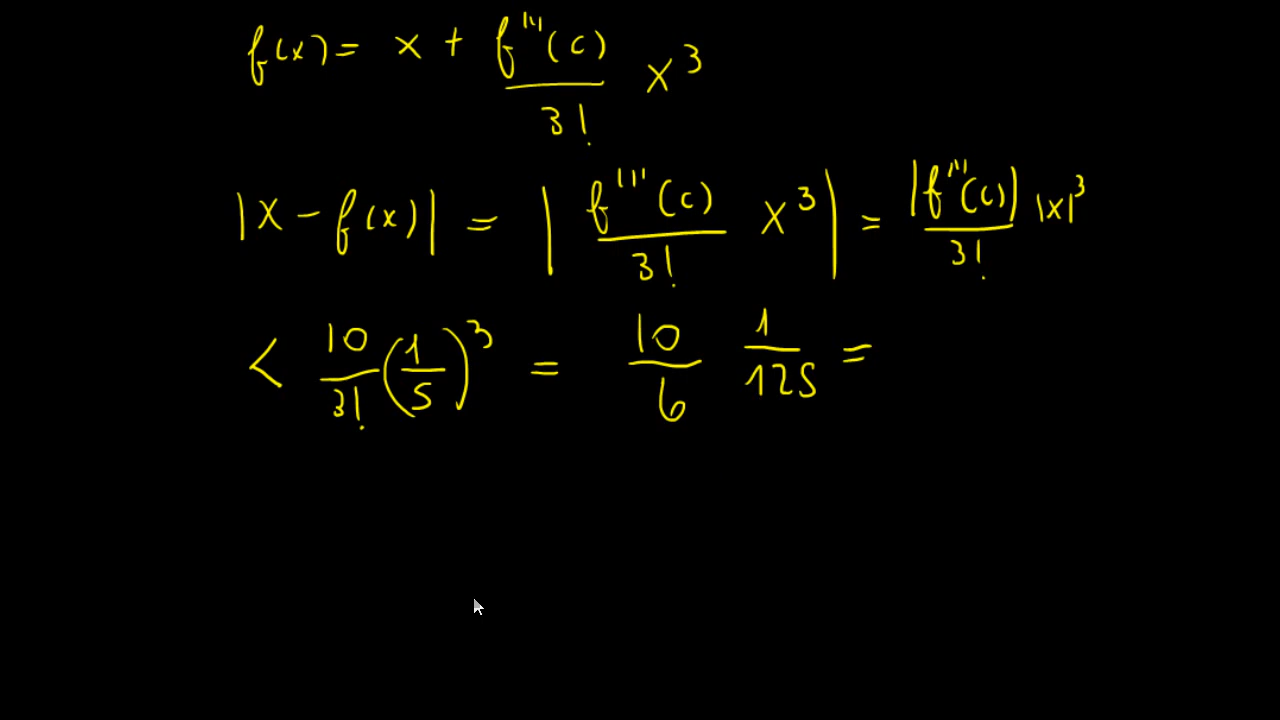 f(x) = x + f'''(c)/3! x^3
|x - f(x)| = | f'''(c)/3! x^3 | = |f'''(c)|/3! |x|^3
< 10/3! (1/5)^3 = 10/6 1/125 =